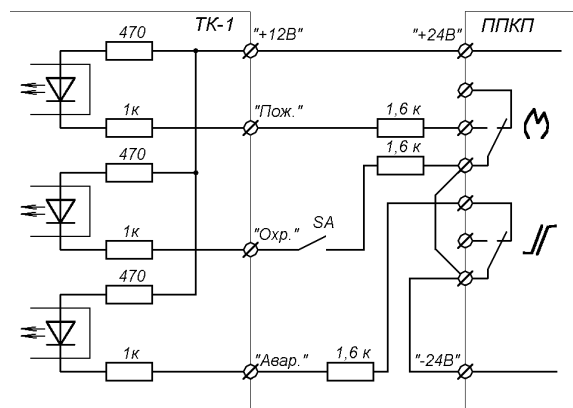 ТК-1
ППКП
470
"+12В"
"+24В"
1к
"Пож."
1,6 к
470
1,6 к
1к
"Охр."
SA
470
1к
"Авар."
1,6 к
"-24В"